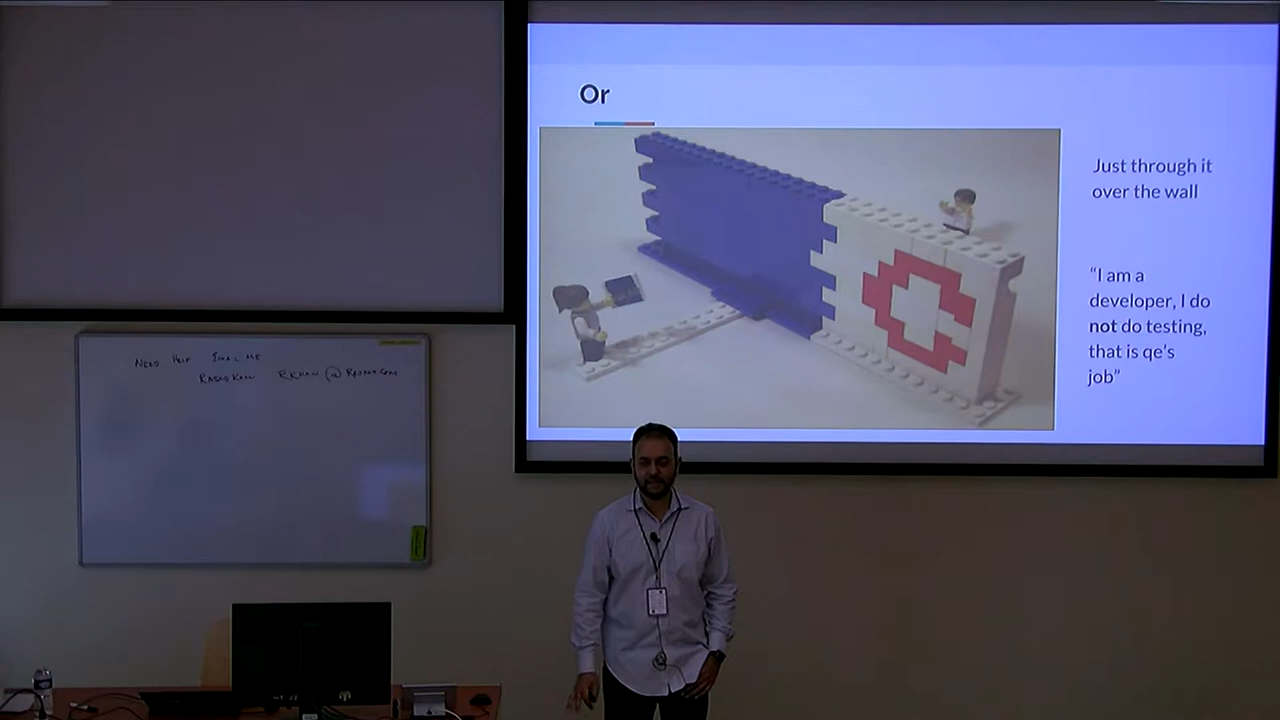 Or
Just through it
over the wall
"I am a
developer, I do
not do testing,
that is qe's
job"
NEED HELP EMAIL ME